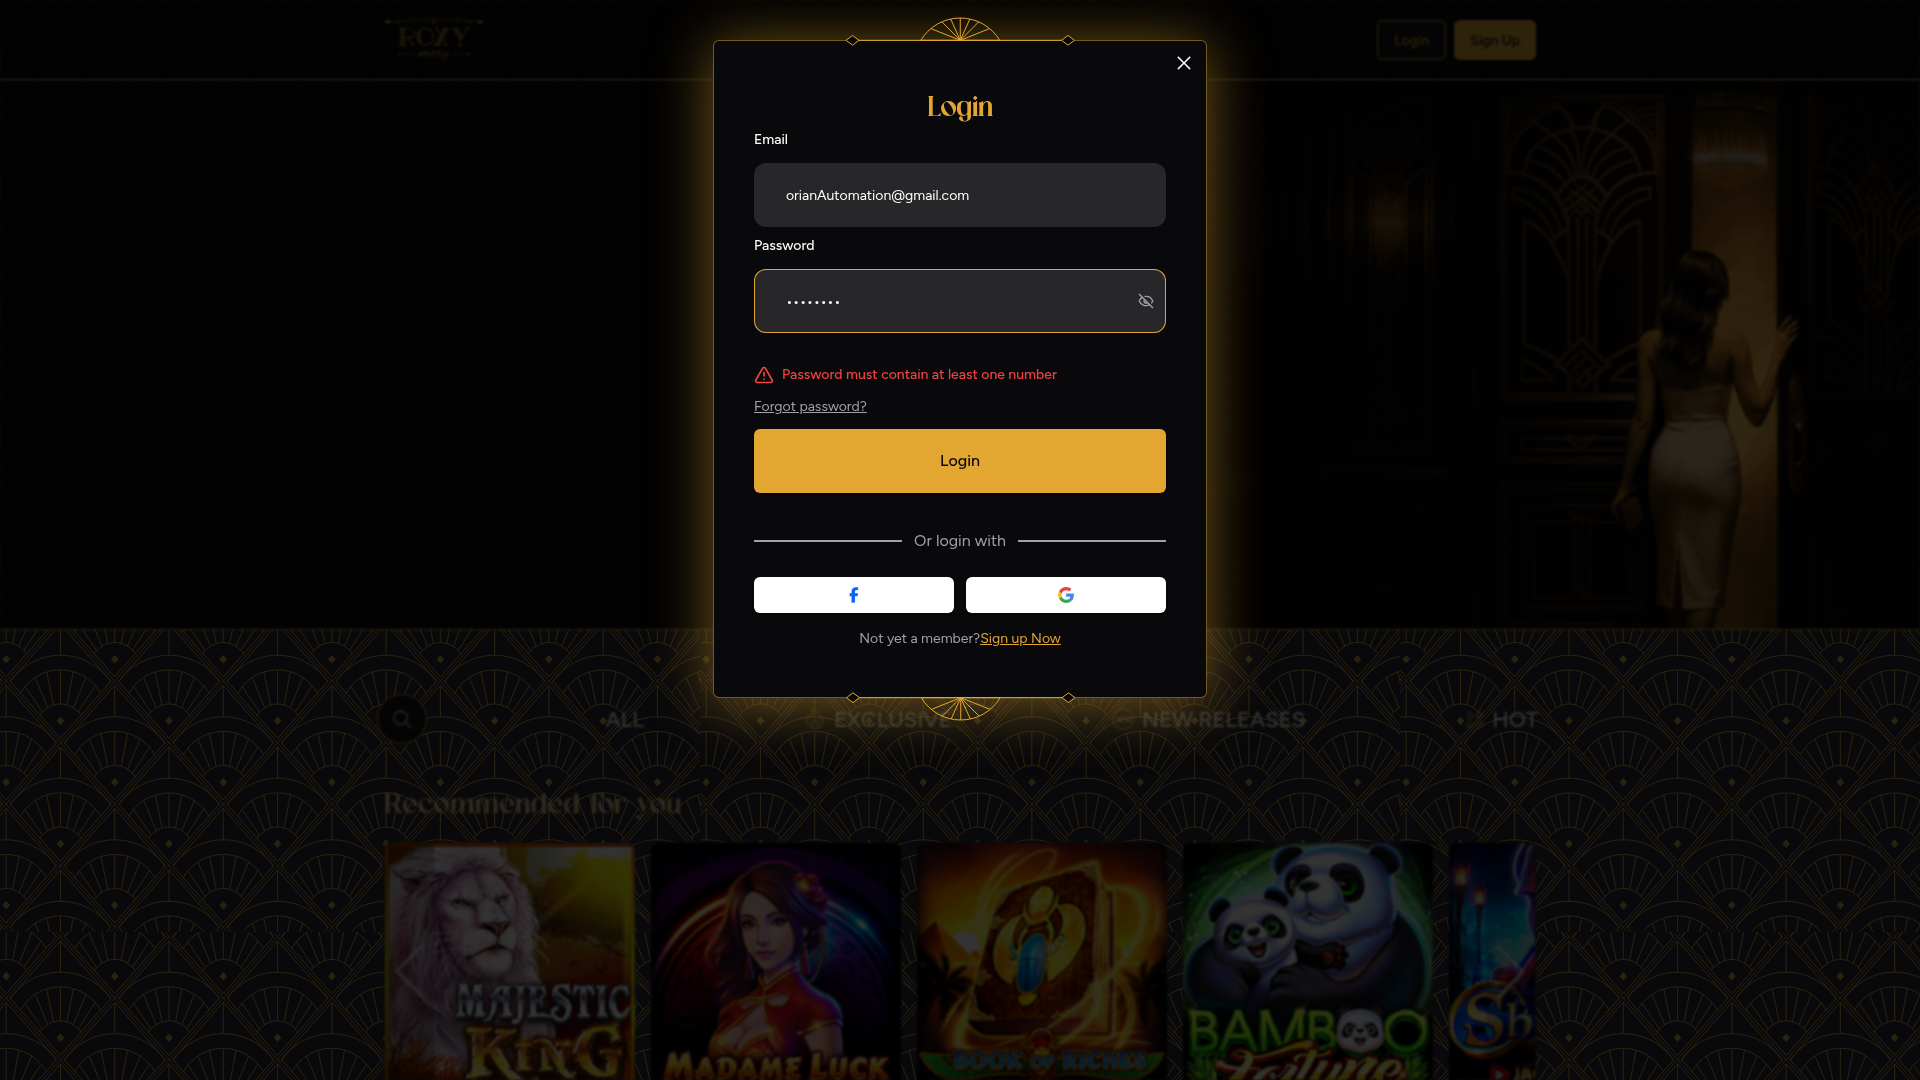 ROXY
Login
Sign Up
Login
Email
orianAutomation@gmail.com
Password
••••••••
Password must contain at least one number
Forgot password?
Login
Or login with
Not yet a member?Sign up Now
ALL
EXCLUSIVE
NEW RELEASES
HOT
Recommended for you
MAJESTIC
KING
MADAME LUCK
BOOK OF RICHES
BAMBOO
Fortune